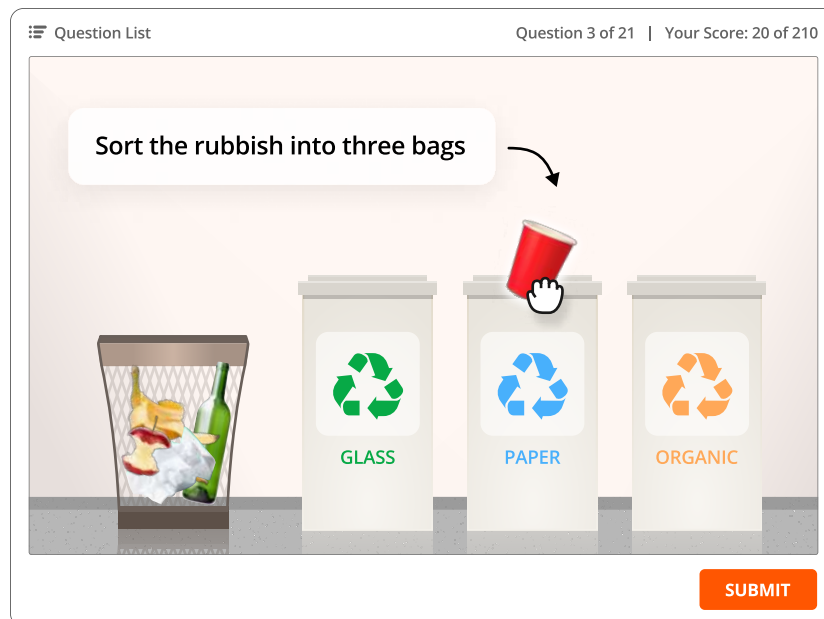 Question List
Question 3 of 21 | Your Score: 20 of 210
Sort the rubbish into three bags
GLASS
PAPER
ORGANIC
SUBMIT